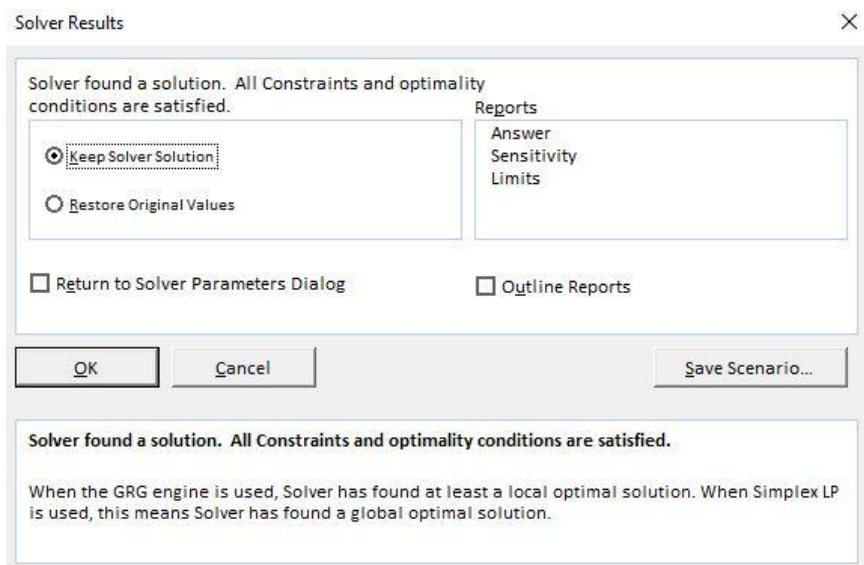 Solver Results
Solver found a solution. All Constraints and optimality
conditions are satisfied.
Keep Solver Solution
Restore Original Values
Reports
Answer
Sensitivity
Limits
Return to Solver Parameters Dialog
Outline Reports
OK
Cancel
Save Scenario...
Solver found a solution. All Constraints and optimality conditions are satisfied.
When the GRG engine is used, Solver has found at least a local optimal solution. When Simplex LP
is used, this means Solver has found a global optimal solution.